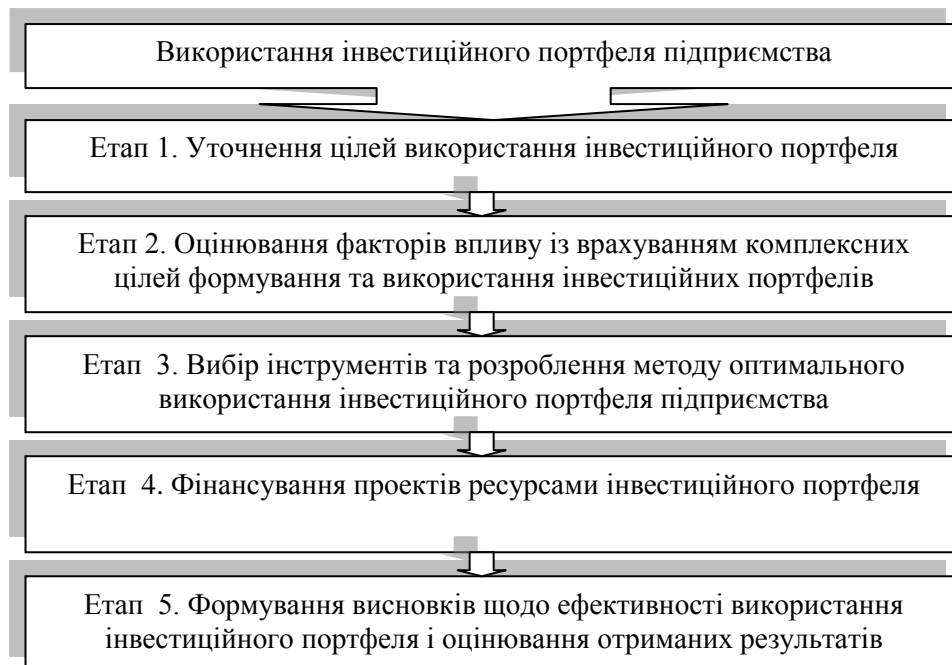 Використання інвестиційного портфеля підприємства
Етап 1. Уточнення цілей використання інвестиційного портфеля
Етап 2. Оцінювання факторів впливу із врахуванням комплексних
цілей формування та використання інвестиційних портфелів
Етап 3. Вибір інструментів та розроблення методу оптимального
використання інвестиційного портфеля підприємства
Етап 4. Фінансування проектів ресурсами інвестиційного портфеля
Етап 5. Формування висновків щодо ефективності використання
інвестиційного портфеля і оцінювання отриманих результатів